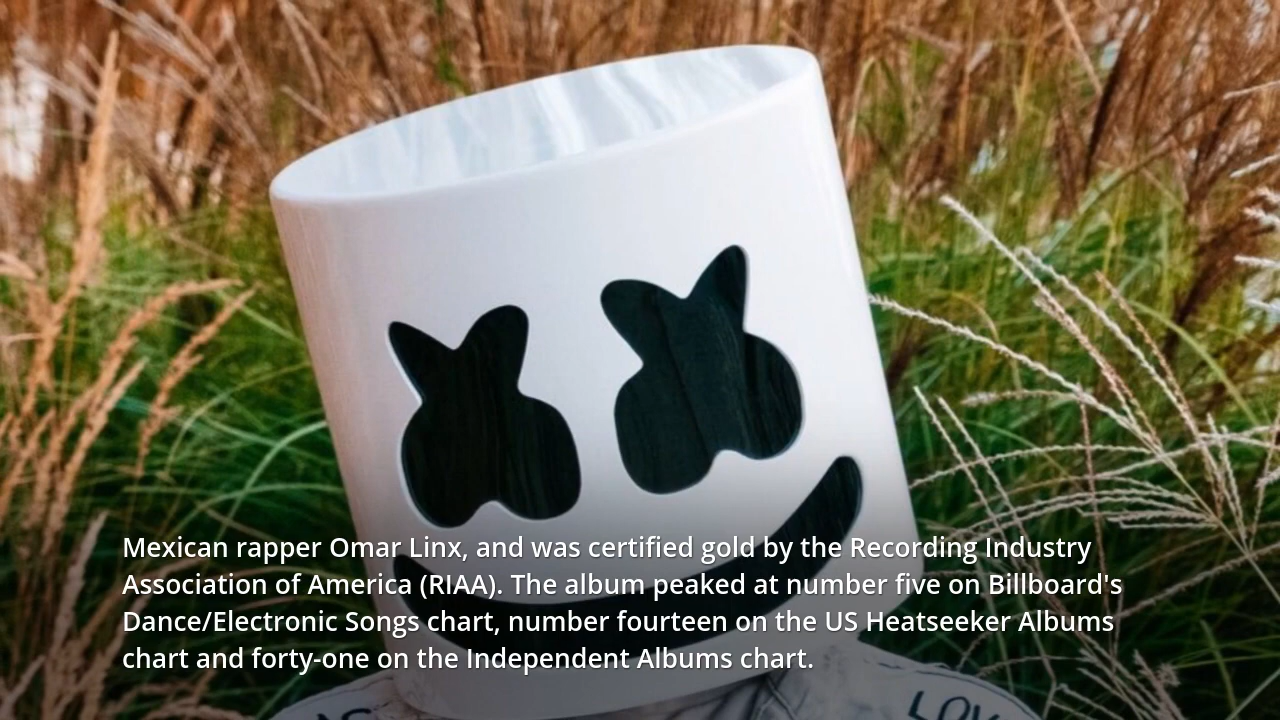 Mexican rapper Omar Linx, and was certified gold by the Recording Industry
Association of America (RIAA). The album peaked at number five on Billboard's
Dance/Electronic Songs chart, number fourteen on the US Heatseeker Albums
chart and forty-one on the Independent Albums chart.